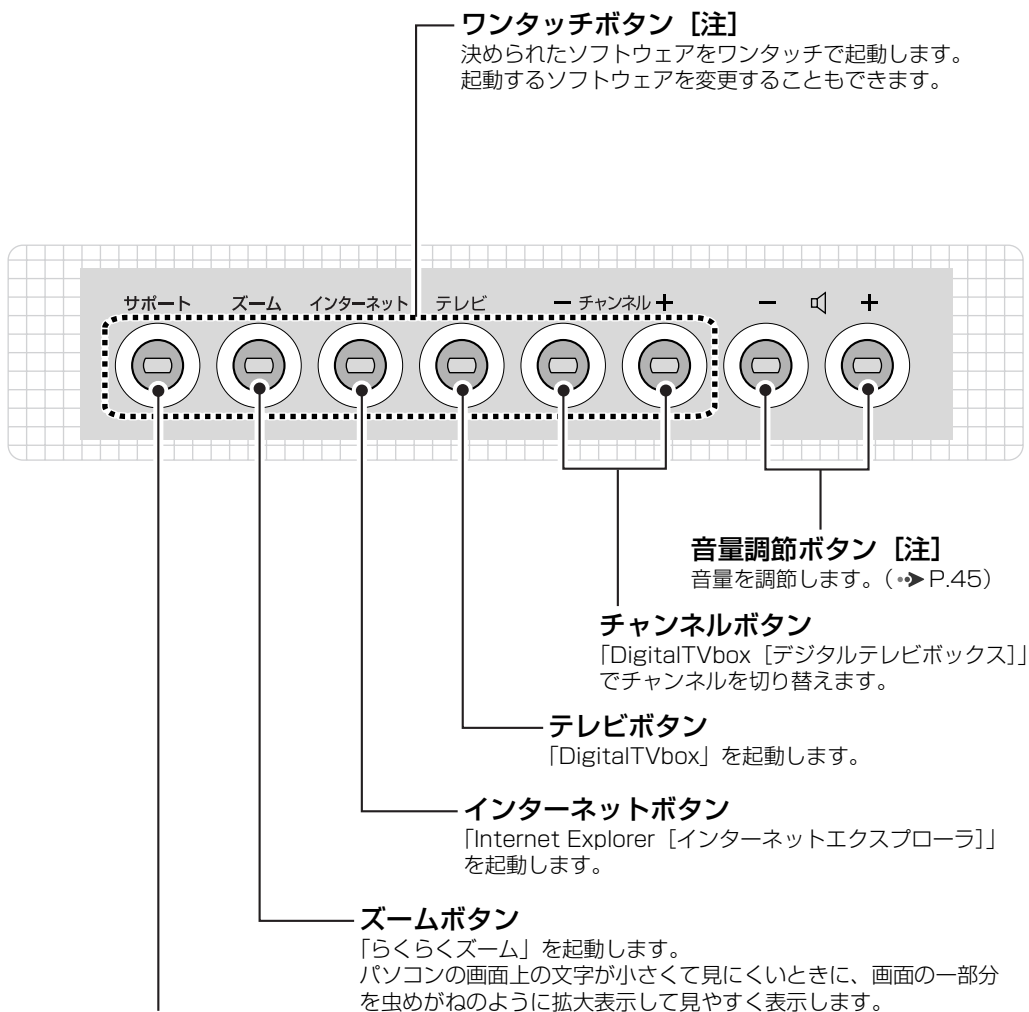 ワンタッチボタン［注］
決められたソフトウェアをワンタッチで起動します。
起動するソフトウェアを変更することもできます。
サポート ズーム インターネット テレビ − チャンネル + − +
音量調節ボタン［注］
音量を調節します。（ P.45）
チャンネルボタン
「DigitalTVbox［デジタルテレビボックス］」
でチャンネルを切り替えます。
テレビボタン
「DigitalTVbox」を起動します。
インターネットボタン
「Internet Explorer［インターネットエクスプローラ］」
を起動します。
ズームボタン
「らくらくズーム」を起動します。
パソコンの画面上の文字が小さくて見にくいときに、画面の一部分
を虫めがねのように拡大表示して見やすく表示します。